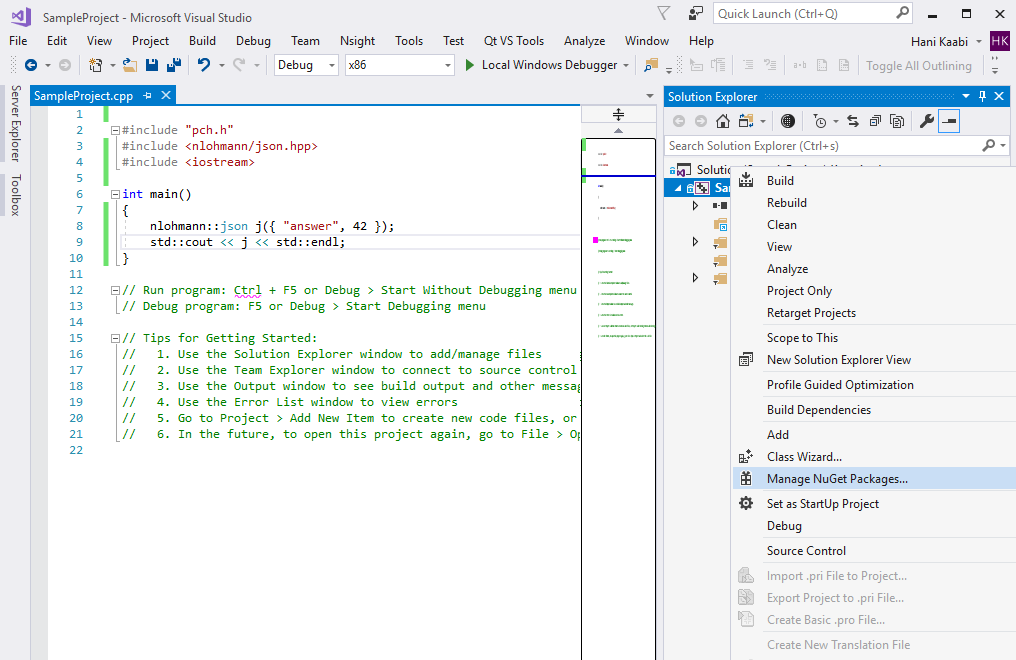 SampleProject - Microsoft Visual Studio
Quick Launch (Ctrl+Q)
File Edit View Project Build Debug Team Nsight Tools Test Qt VS Tools Analyze Window Help
Hani Kaabi HK
Debug x86 Local Windows Debugger Toggle All Outlining
Server Explorer
Toolbox
SampleProject.cpp
1
2 #include "pch.h"
3 #include <nlohmann/json.hpp>
4 #include <iostream>
5
6 int main()
7 {
8 nlohmann::json j({ "answer", 42 });
9 std::cout << j << std::endl;
10 }
11
12 // Run program: Ctrl + F5 or Debug > Start Without Debugging menu
13 // Debug program: F5 or Debug > Start Debugging menu
14
15 // Tips for Getting Started:
16 // 1. Use the Solution Explorer window to add/manage files
17 // 2. Use the Team Explorer window to connect to source control
18 // 3. Use the Output window to see build output and other messag
19 // 4. Use the Error List window to view errors
20 // 5. Go to Project > Add New Item to create new code files, or
21 // 6. In the future, to open this project again, go to File > Op
22
Solution Explorer
Search Solution Explorer (Ctrl+s)
Solutio
Sa
Build
Rebuild
Clean
View
Analyze
Project Only
Retarget Projects
Scope to This
New Solution Explorer View
Profile Guided Optimization
Build Dependencies
Add
Class Wizard...
Manage NuGet Packages...
Set as StartUp Project
Debug
Source Control
Import .pri File to Project...
Export Project to .pri File...
Create Basic .pro File...
Create New Translation File